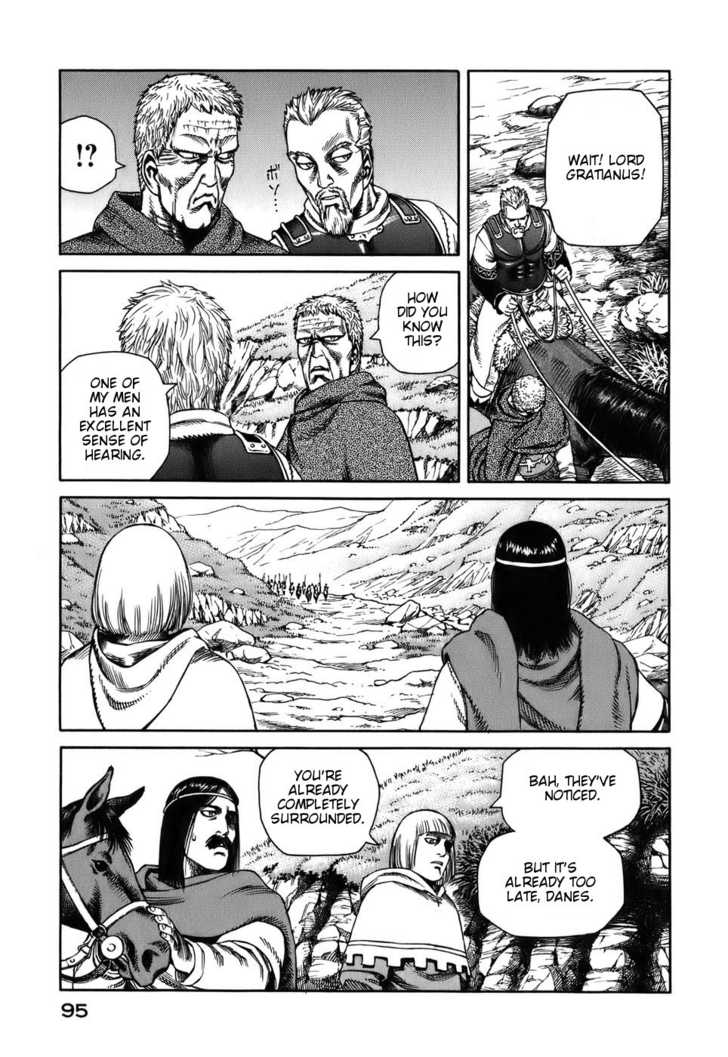 WAIT! LORD
GRATIANUS!
ボソッ…
!?
HOW
DID YOU
KNOW
THIS?
ONE OF
MY MEN
HAS AN
EXCELLENT
SENSE OF
HEARING.
BAH, THEY'VE
NOTICED.
BUT IT'S
ALREADY TOO
LATE, DANES.
YOU'RE
ALREADY
COMPLETELY
SURROUNDED.
95